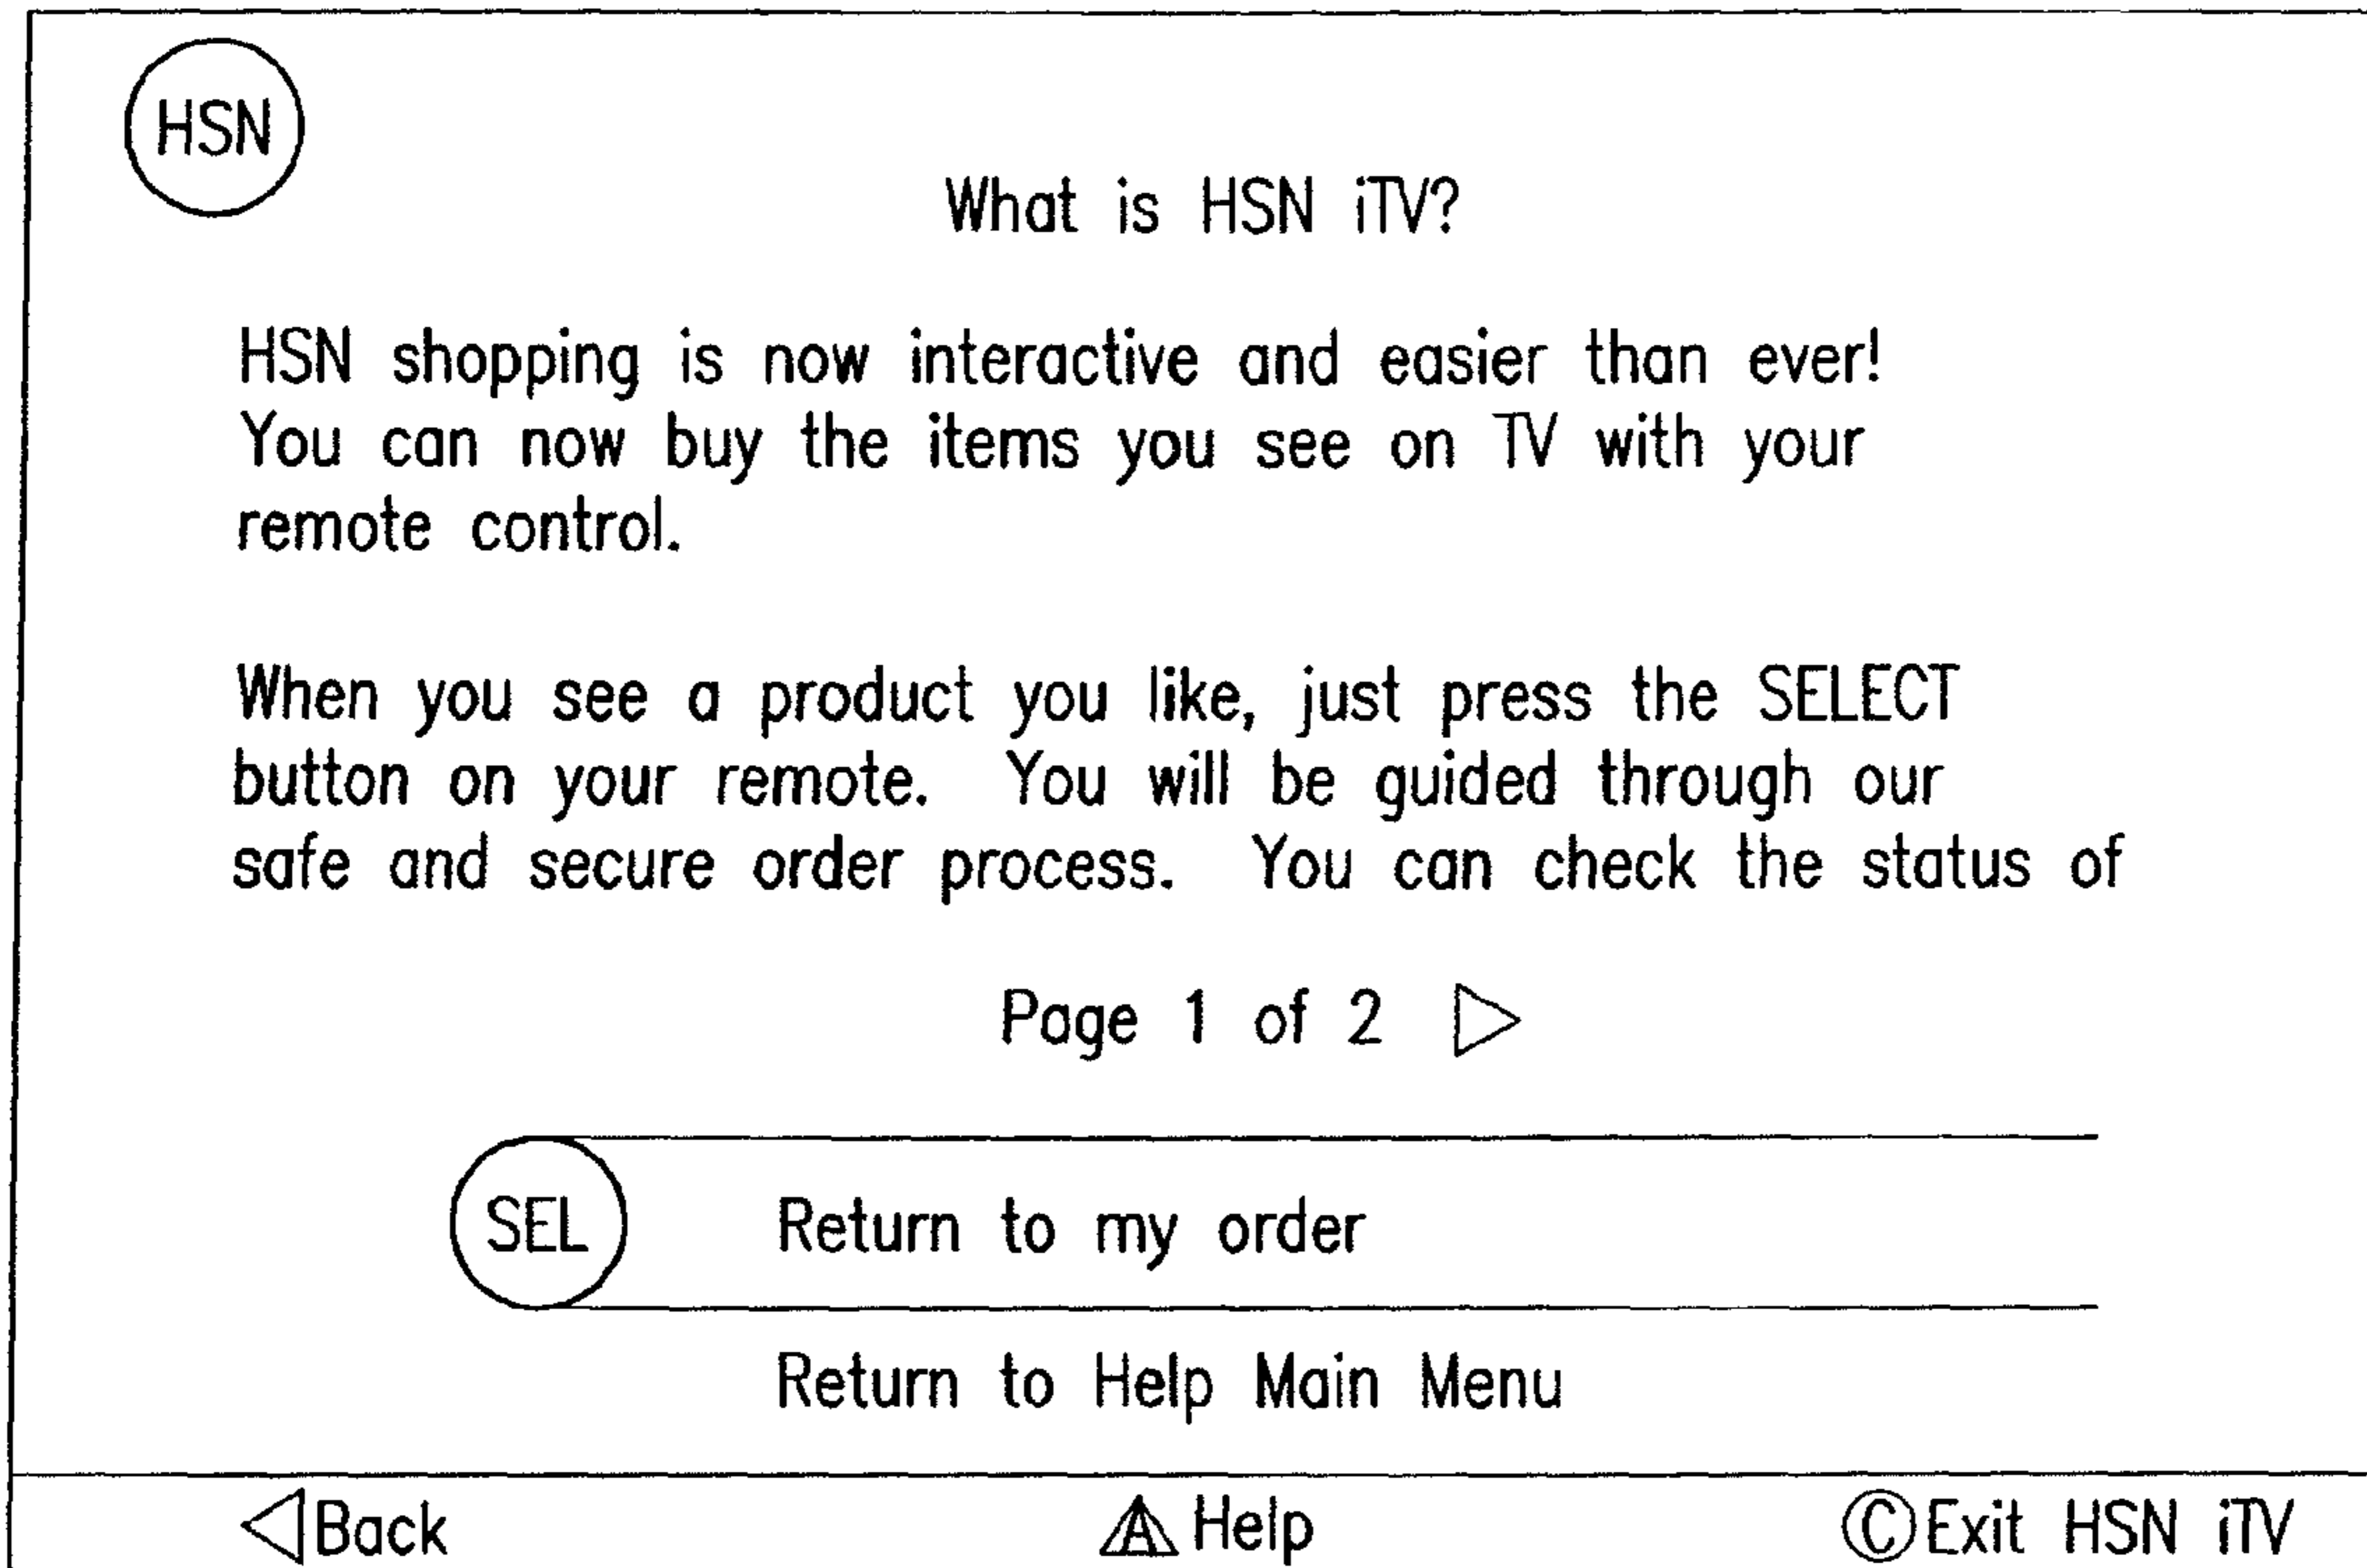 HSN
What is HSN iTV?
HSN shopping is now interactive and easier than ever!
You can now buy the items you see on TV with your
remote control.
When you see a product you like, just press the SELECT
button on your remote. You will be guided through our
safe and secure order process. You can check the status of
Page 1 of 2
SEL Return to my order
Return to Help Main Menu
Back A Help C Exit HSN iTV